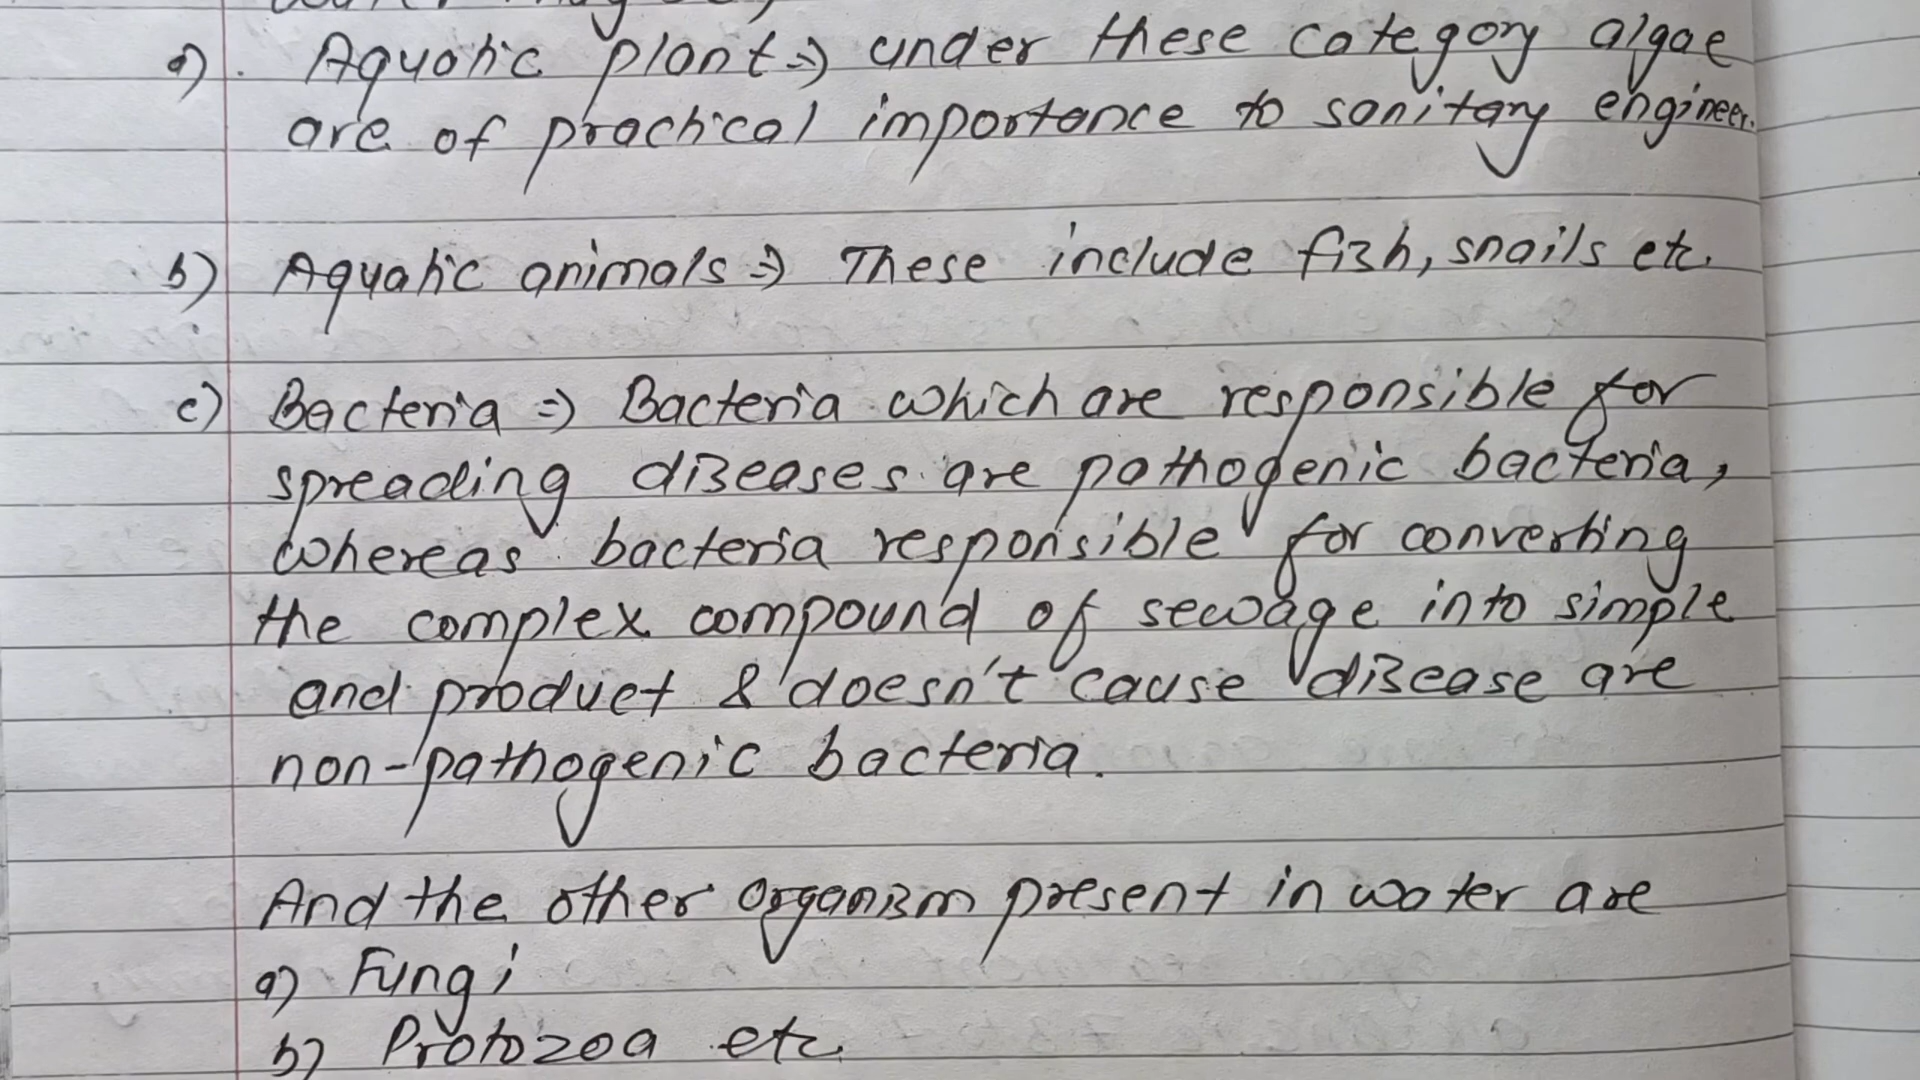 a) Aquatic plant ⇒ under these category algae
are of practical importance to sanitary engineer.
b) Aquatic animals ⇒ These include fish, snails etc.
c) Bacteria ⇒ Bacteria which are responsible for
spreading diseases are pathogenic bacteria,
whereas bacteria responsible for converting
the complex compound of sewage into simple
and product & doesn't cause disease are
non-pathogenic bacteria.
And the other organism present in water are
a) Fungi
b) Protozoa etc.